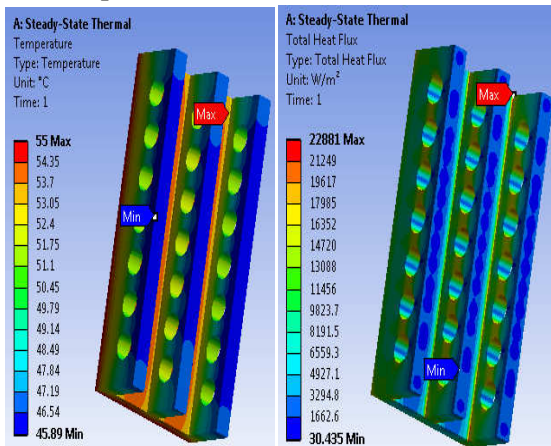 A: Steady-State Thermal
Temperature
Type: Temperature
Unit: °C
Time: 1
Max
55 Max
54.35
53.7
53.05
52.4
51.75
51.1
50.45
49.79
49.14
48.49
47.84
47.19
46.54
45.89 Min
Min
A: Steady-State Thermal
Total Heat Flux
Type: Total Heat Flux
Unit: W/m²
Time: 1
Max
22881 Max
21249
19617
17985
16352
14720
13088
11456
9823.7
8191.5
6559.3
4927.1
3294.8
1662.6
30.435 Min
Min